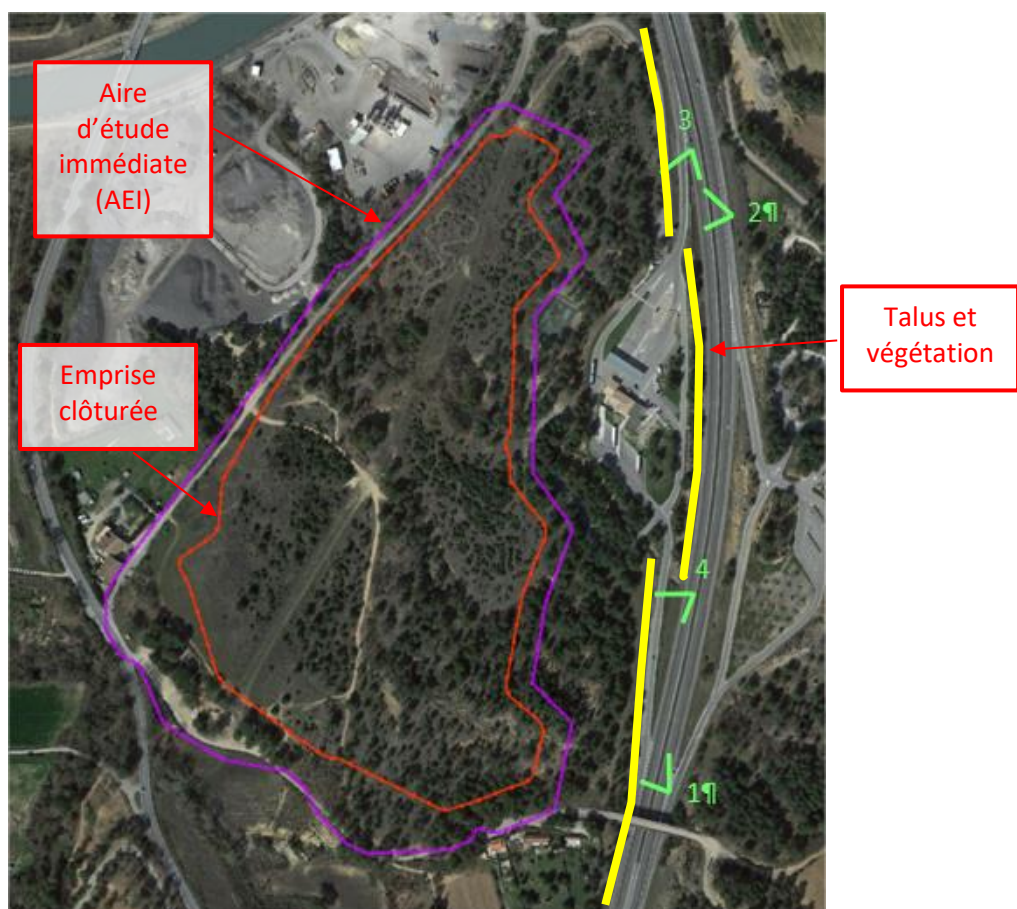 Aire
d’étude
immédiate
(AEI)
3
2¶
Talus et
végétation
Emprise
clôturée
4
1¶